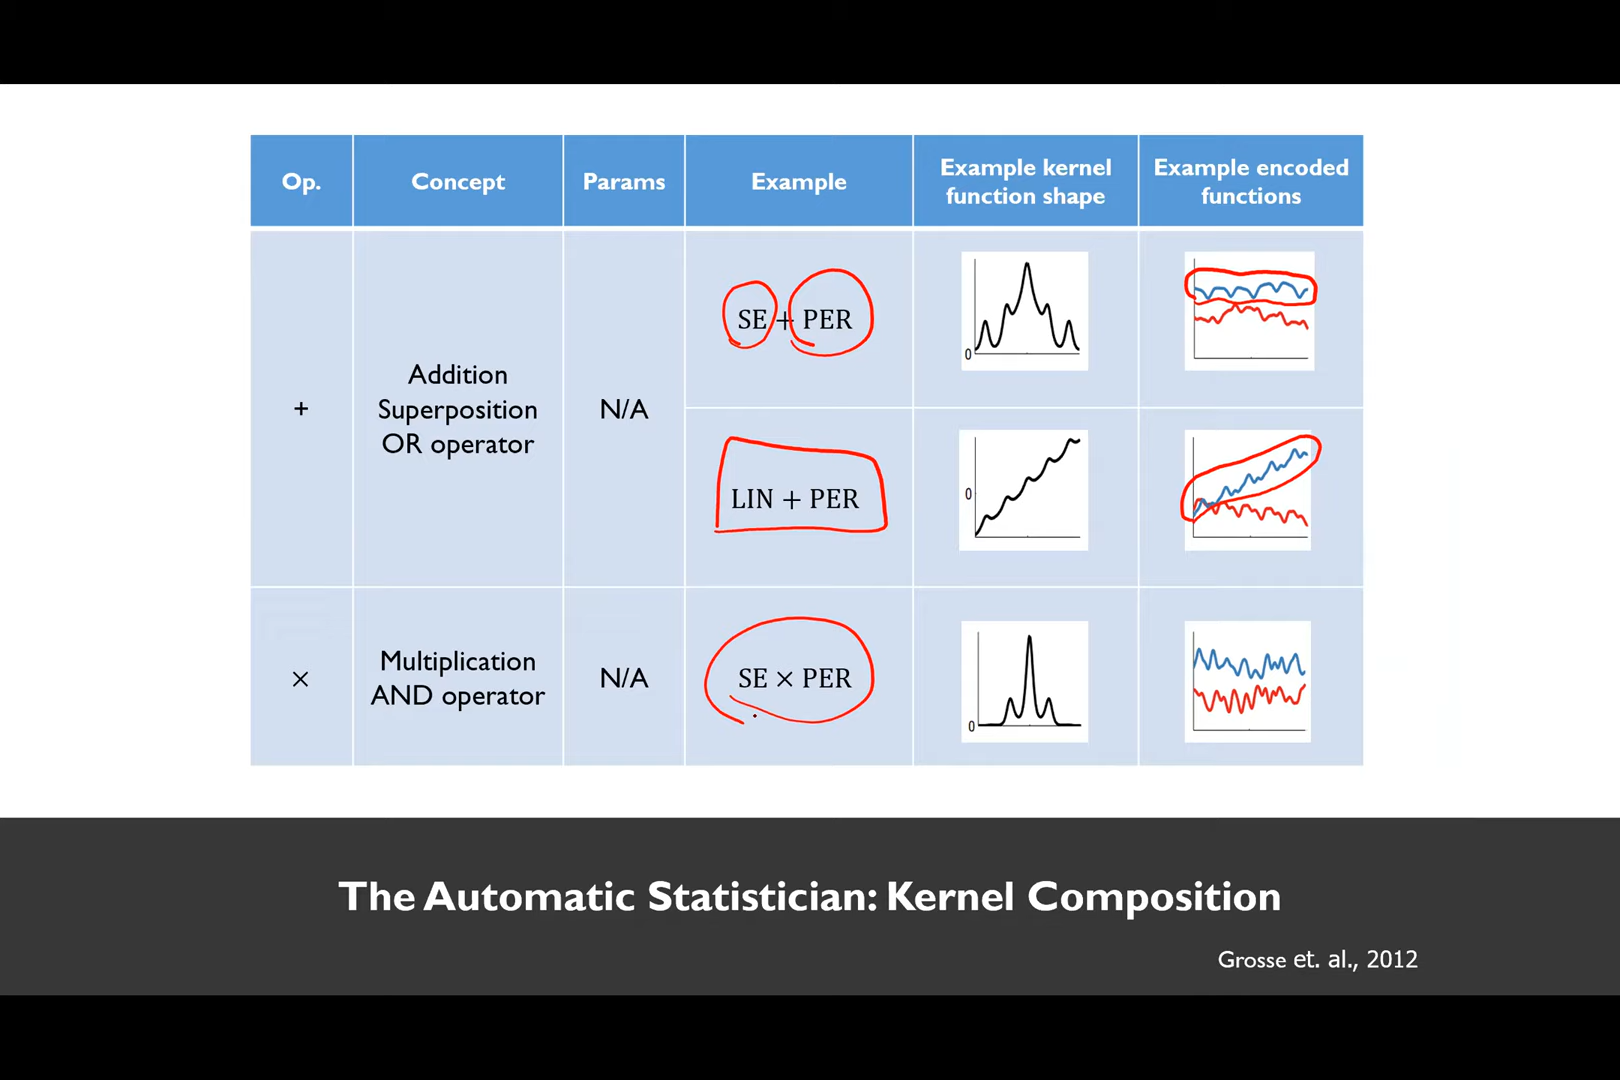 Op.
Concept
Params
Example
Example kernel
function shape
Example encoded
functions
+
Addition
Superposition
OR operator
N/A
SE + PER
0
LIN + PER
0
×
Multiplication
AND operator
N/A
SE × PER
0
The Automatic Statistician: Kernel Composition
Grosse et. al., 2012